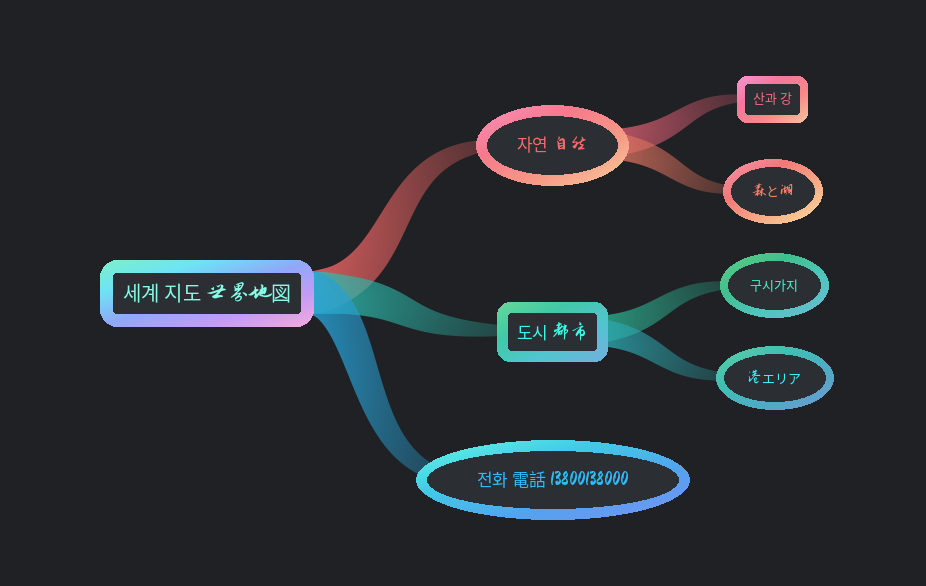 세계 지도 世界地図
자연 自然
산과 강
森と湖
도시 都市
구시가지
港エリア
전화 電話 13800138000